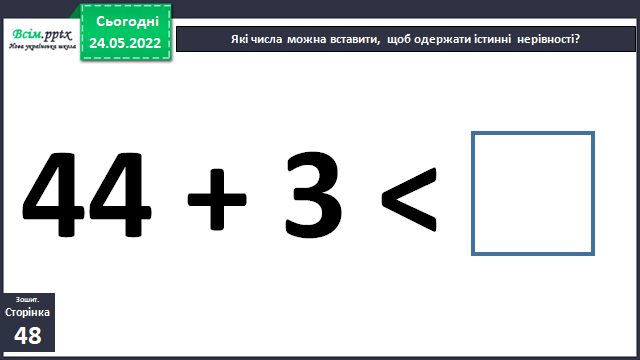 Всім.pptx
Нова українська школа
Сьогодні
24.05.2022
Які числа можна вставити, щоб одержати істинні нерівності?
44 + 3 <
Зошит.
Сторінка
48